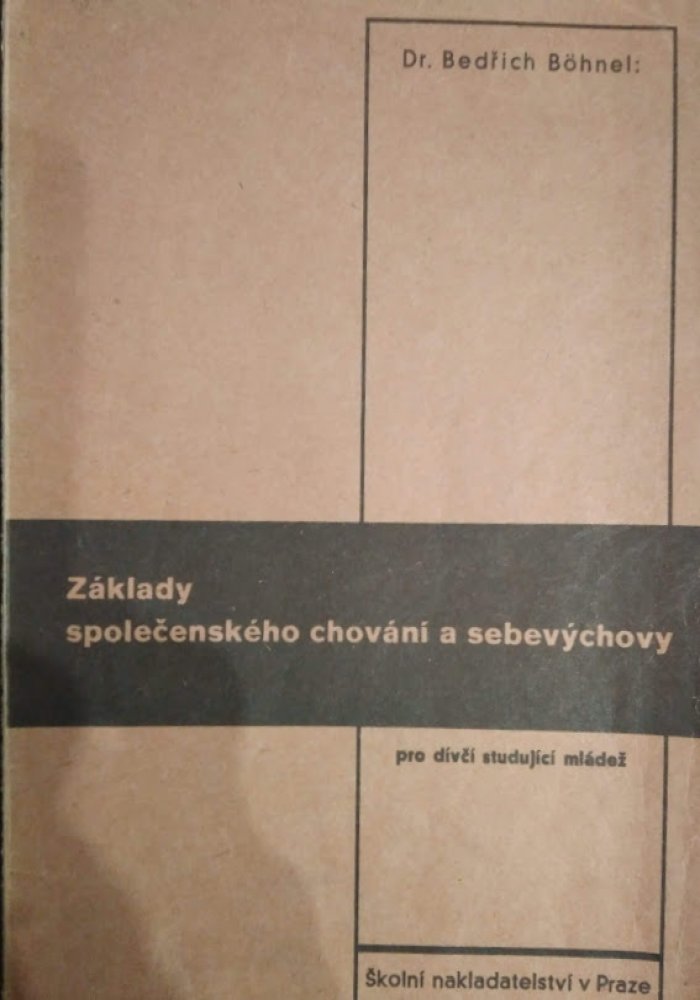 Dr. Bedřich Böhnel:
Základy
společenského chování a sebevýchovy
pro dívčí studující mládež
Školní nakladatelství v Praze